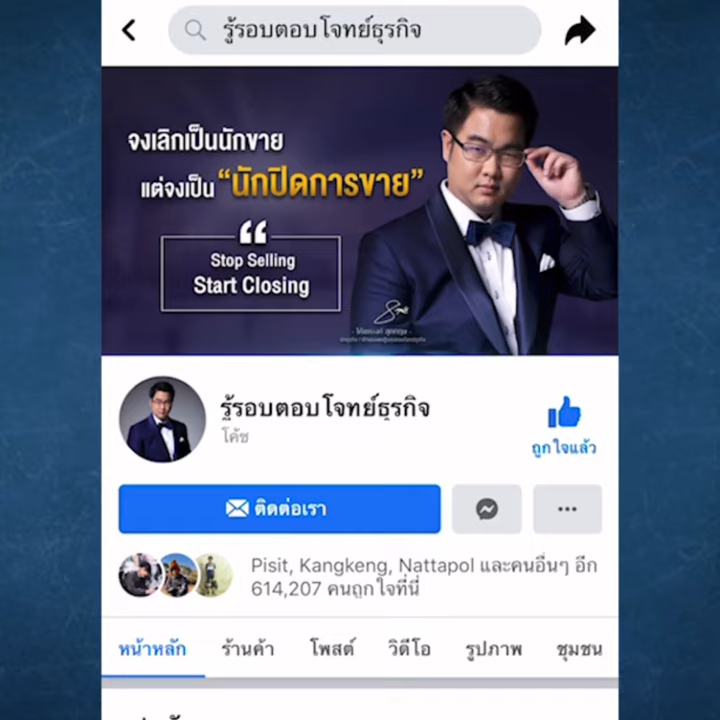 รู้รอบตอบโจทย์ธุรกิจ
จงเลิกเป็นนักขาย
แต่จงเป็น “นักปิดการขาย”
“
Stop Selling
Start Closing
รู้รอบตอบโจทย์ธุรกิจ
โค้ช
ถูกใจแล้ว
ติดต่อเรา
Pisit, Kangkeng, Nattapol และคนอื่นๆ อีก
614,207 คนถูกใจที่นี่
หน้าหลัก ร้านค้า โพสต์ วิดีโอ รูปภาพ ชุมชน